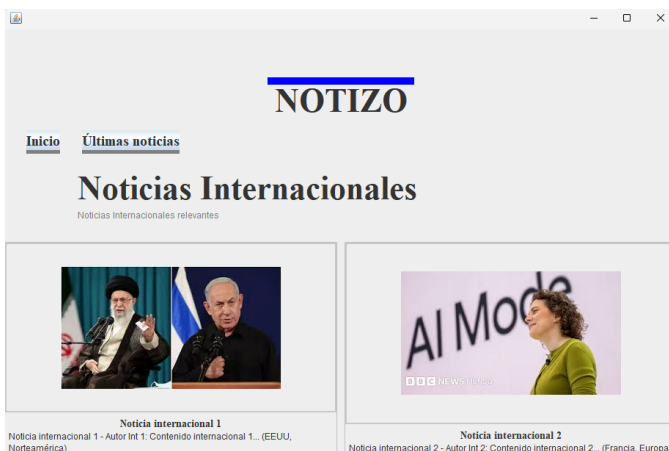 NOTIZO
Inicio Últimas noticias
Noticias Internacionales
Noticias Internacionales relevantes
AI Mode
BBC NEWS
Noticia internacional 1
Noticia internacional 1 - Autor Int 1: Contenido internacional 1... (EEUU,
Norteamérica)
Noticia internacional 2
Noticia internacional 2 - Autor Int 2: Contenido internacional 2... (Francia, Europa